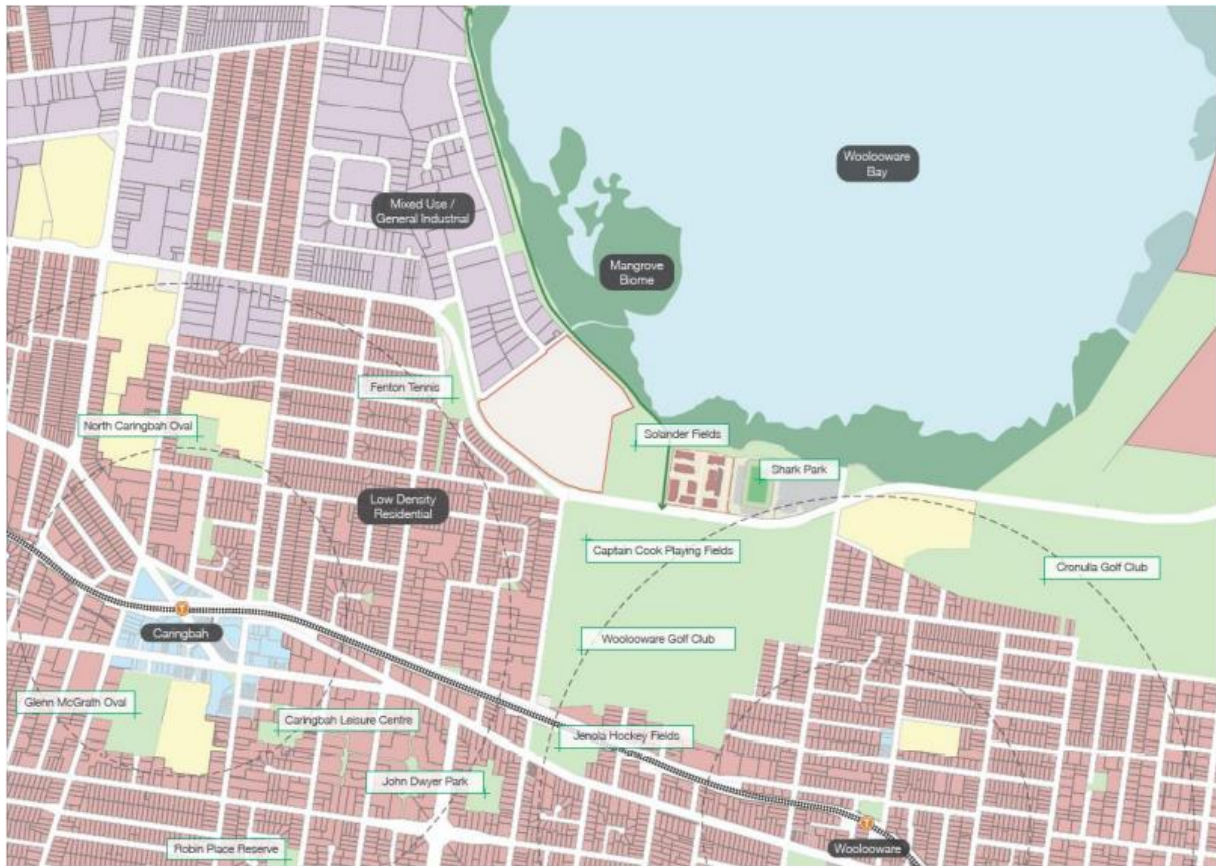 Woolooware
Bay
Mixed Use /
General Industrial
Mangrove
Biome
Fenton Tennis
North Caringbah Oval
Solander Fields
Shark Park
Low Density
Residential
Captain Cook Playing Fields
Cronulla Golf Club
T
Caringbah
Woolooware Golf Club
Glenn McGrath Oval
Caringbah Leisure Centre
Jenola Hockey Fields
John Dwyer Park
T
Woolooware
Robin Place Reserve